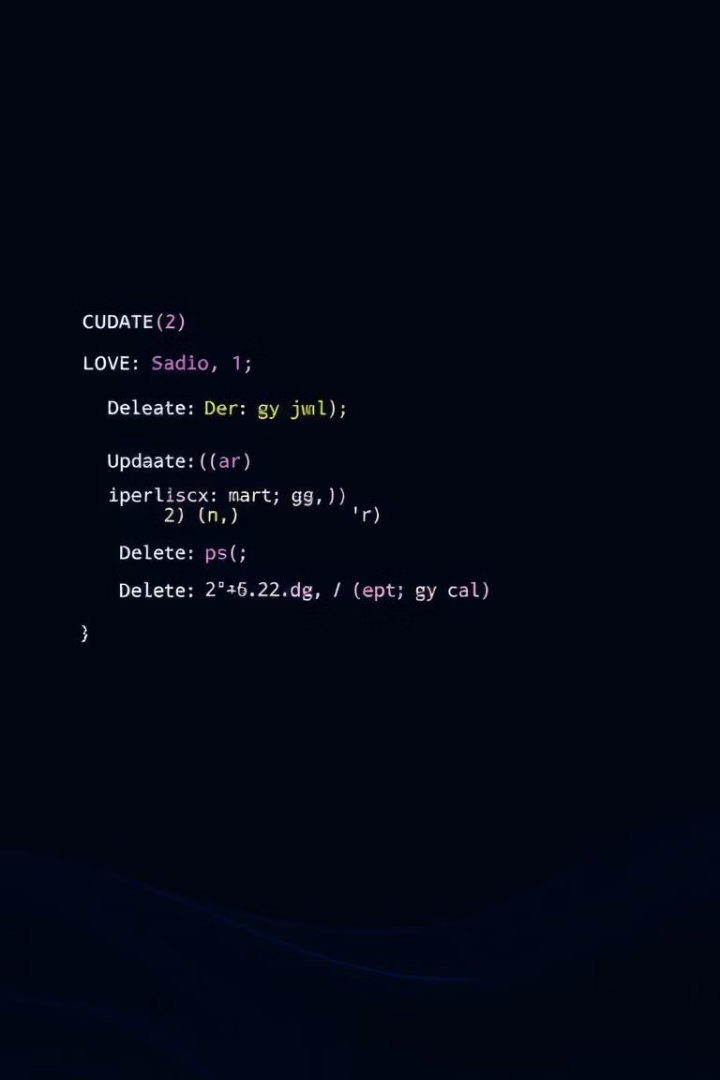 CUDATE(2)
LOVE: Sadio, 1;
Deleate: Der: gy jwl);
Updaate:((ar)
iperliscx: mart; gg,))
2) (n,) 'r)
Delete: ps(;
Delete: 2"+6.22.dg, / (ept; gy cal)
}